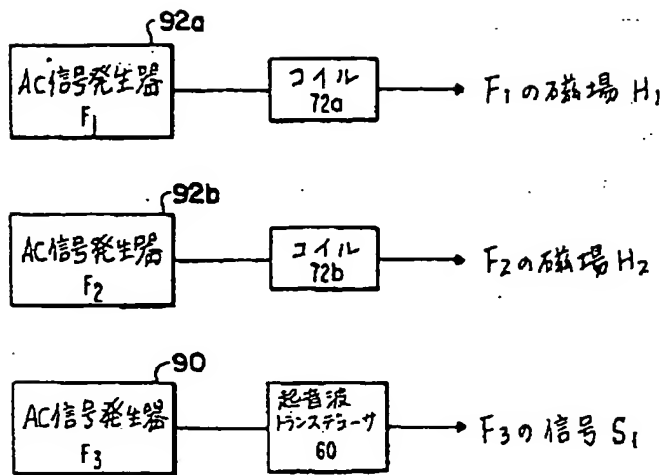 92a
AC信号発生器
F1
コイル
72a
F1の磁場 H1
92b
AC信号発生器
F2
コイル
72b
F2の磁場 H2
90
AC信号発生器
F3
起音波
トランスデューサ
60
F3の信号 S1